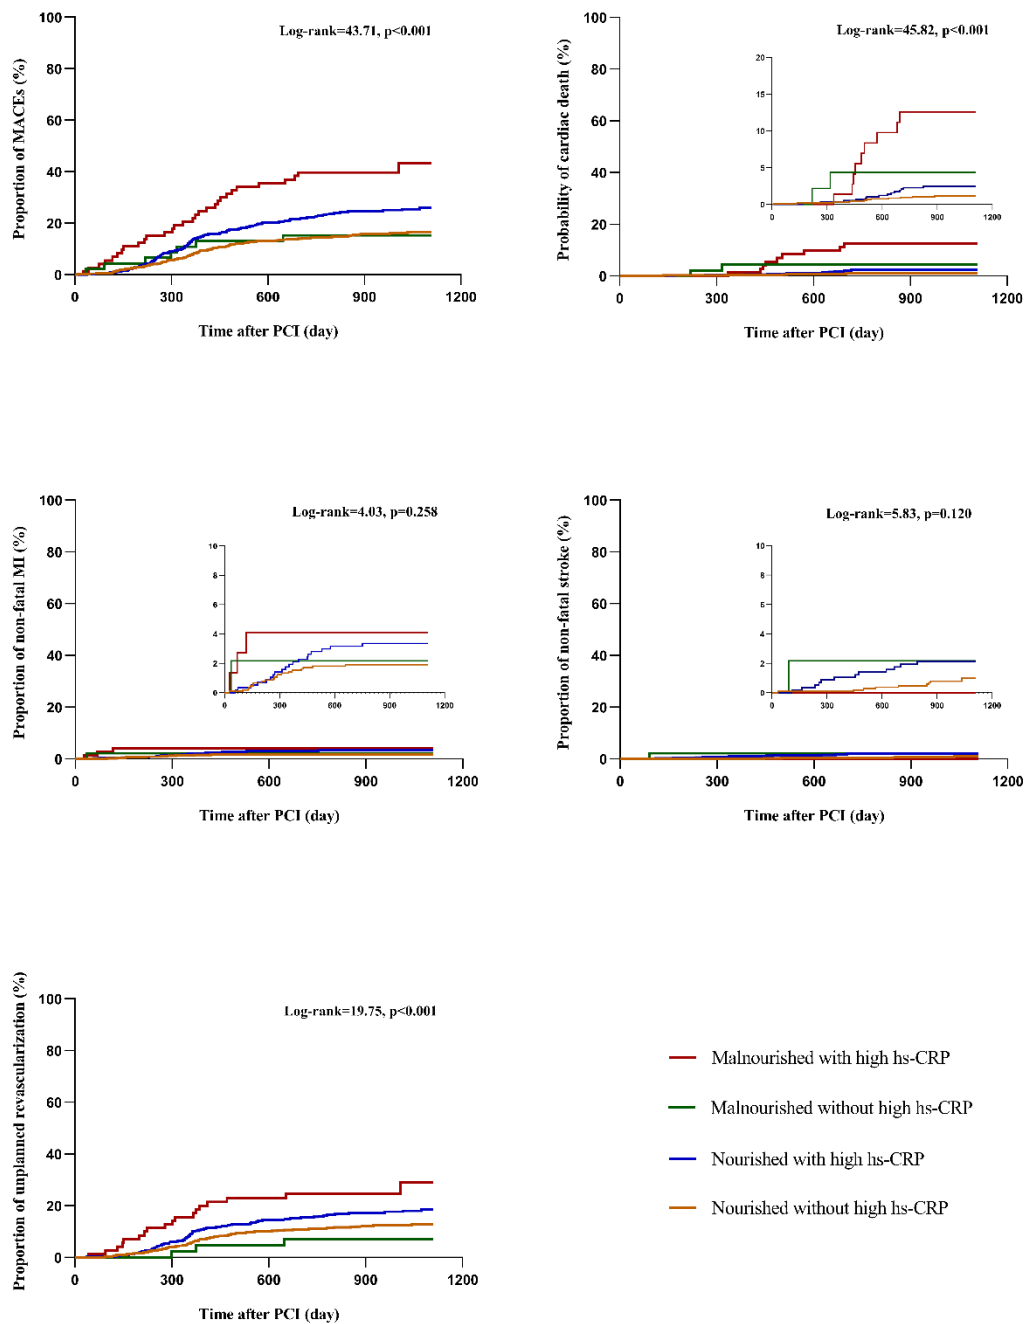 Log-rank=43.71, p<0.001
Proportion of MACEs (%)
100
80
60
40
20
0
0 300 600 900 1200
Time after PCI (day)
Log-rank=45.82, p<0.001
Probability of cardiac death (%)
100
80
60
40
20
0
20
15
10
5
0
0 300 600 900 1200
0 300 600 900 1200
Time after PCI (day)
Log-rank=4.03, p=0.258
Proportion of non-fatal MI (%)
100
80
60
40
20
0
10
8
6
4
2
0
0 300 600 900 1200
0 300 600 900 1200
Time after PCI (day)
Log-rank=5.83, p=0.120
Proportion of non-fatal stroke (%)
100
80
60
40
20
0
10
8
6
4
2
0
0 300 600 900 1200
0 300 600 900 1200
Time after PCI (day)
Log-rank=19.75, p<0.001
Proportion of unplanned revascularization (%)
100
80
60
40
20
0
0 300 600 900 1200
Time after PCI (day)
Malnourished with high hs-CRP
Malnourished without high hs-CRP
Nourished with high hs-CRP
Nourished without high hs-CRP